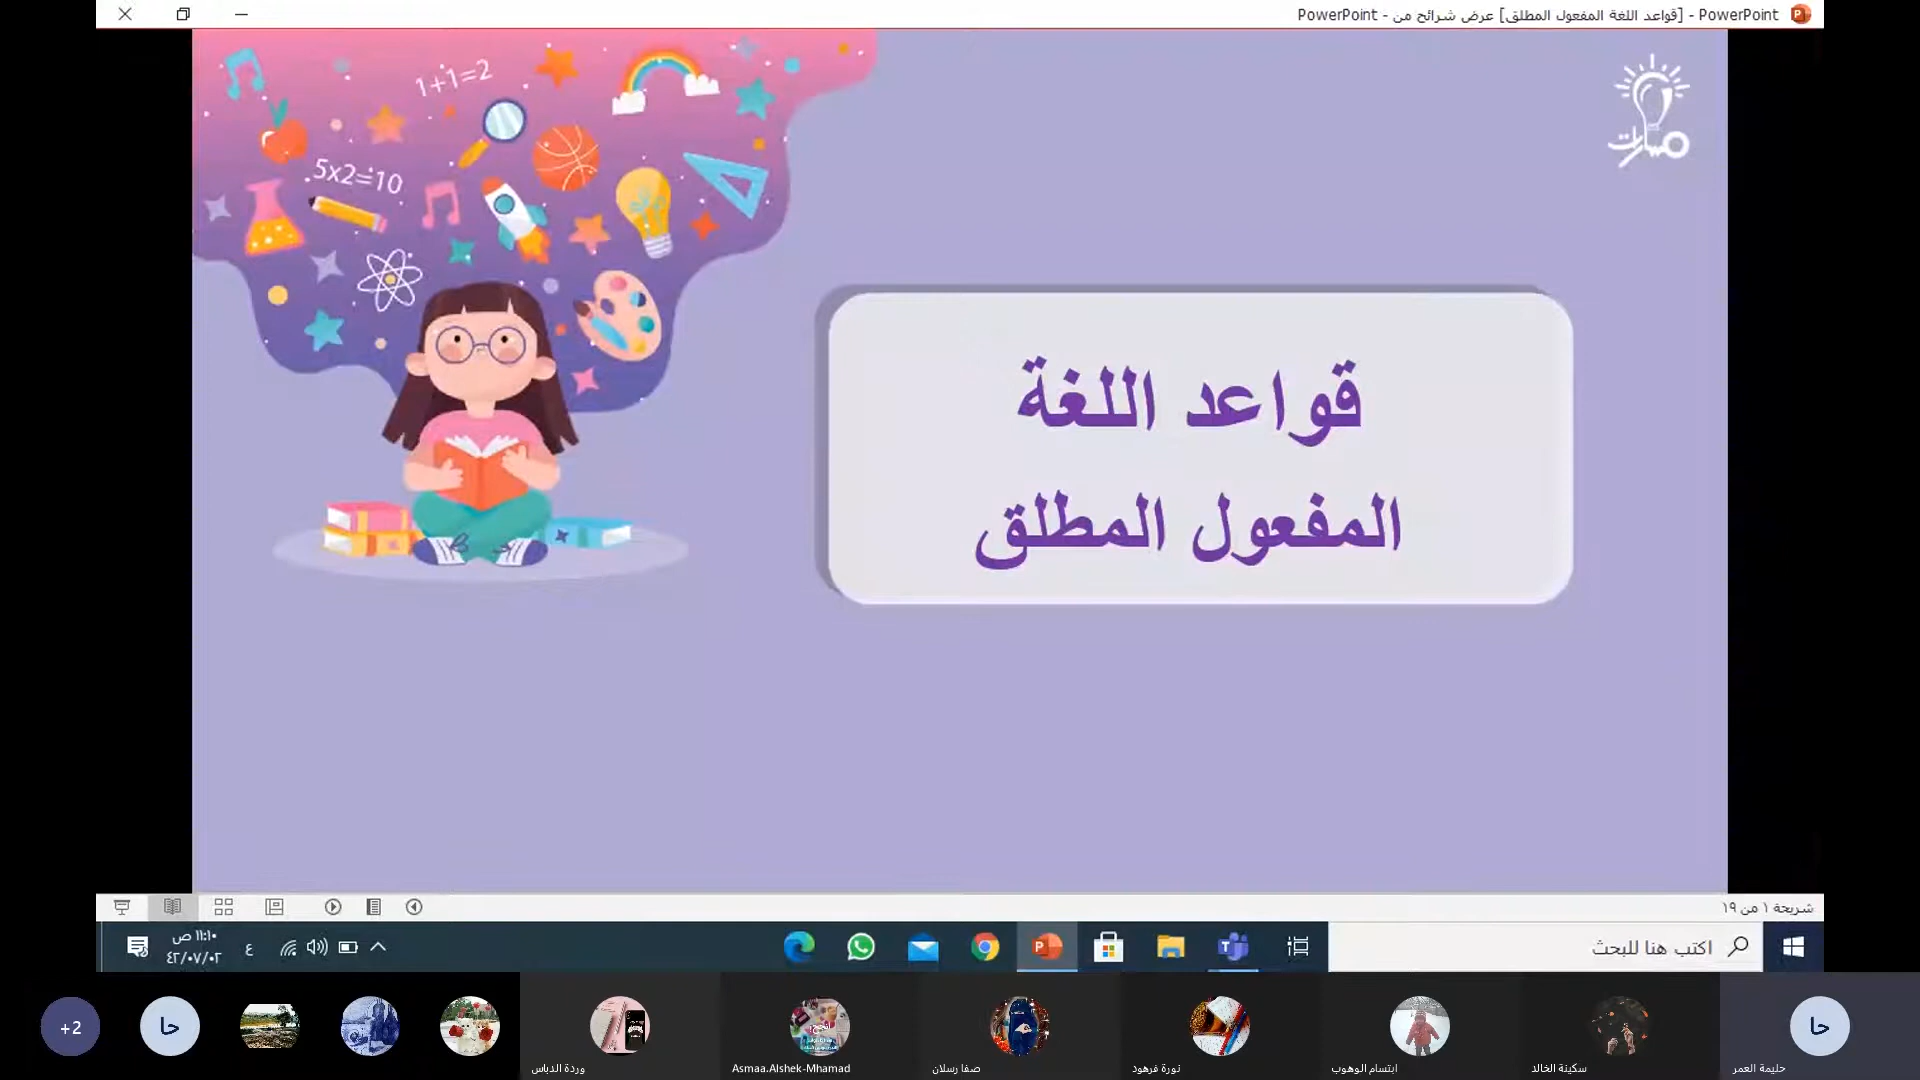 PowerPoint - [قواعد اللغة المفعول المطلق] عرض شرائح من - PowerPoint
1+1=2
5x2=10
مسارات
قواعد اللغة
المفعول المطلق
شريحة ١ من ١٩
اكتب هنا للبحث
ع
١١:١٠ ص
٤٢/٠٧/٠٢
+2
حا
وردة الدباس
Asmaa.Alshek-Mhamad
صفا رسلان
نورة فرهود
ابتسام الوهوب
سكينة الخالد
حا
حليمة العمر